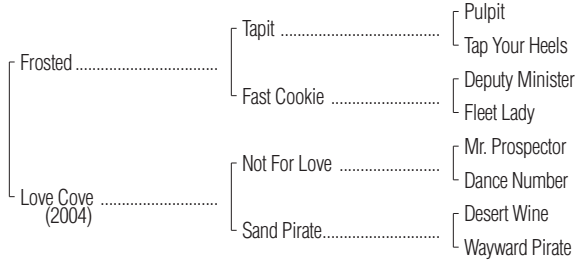 Pulpit
Tapit ................................
Tap Your Heels
Frosted ................................
Deputy Minister
Fast Cookie ........................
Fleet Lady
Mr. Prospector
Not For Love ......................
Dance Number
Love Cove ..........................
(2004)
Desert Wine
Sand Pirate..........................
Wayward Pirate